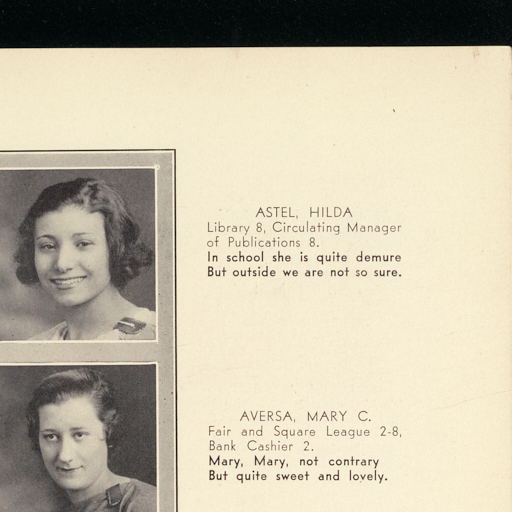 ASTEL, HILDA
Library 8, Circulating Manager
of Publications 8.
In school she is quite demure
But outside we are not so sure.
AVERSA, MARY C.
Fair and Square League 2-8,
Bank Cashier 2.
Mary, Mary, not contrary
But quite sweet and lovely.